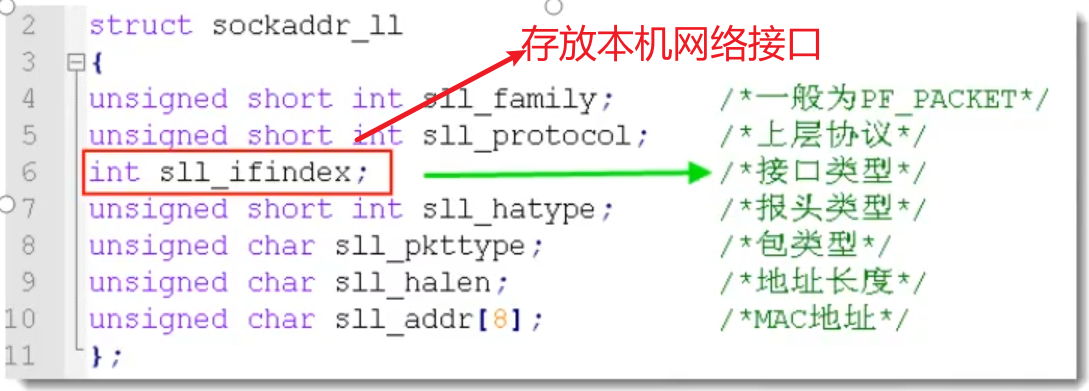 2 struct sockaddr_ll
存放本机网络接口
3 {
4 unsigned short int sll_family; /*一般为PF_PACKET*/
5 unsigned short int sll_protocol; /*上层协议*/
6 int sll_ifindex; /*接口类型*/
7 unsigned short int sll_hatype; /*报头类型*/
8 unsigned char sll_pkttype; /*包类型*/
9 unsigned char sll_halen; /*地址长度*/
10 unsigned char sll_addr[8]; /*MAC地址*/
11 };